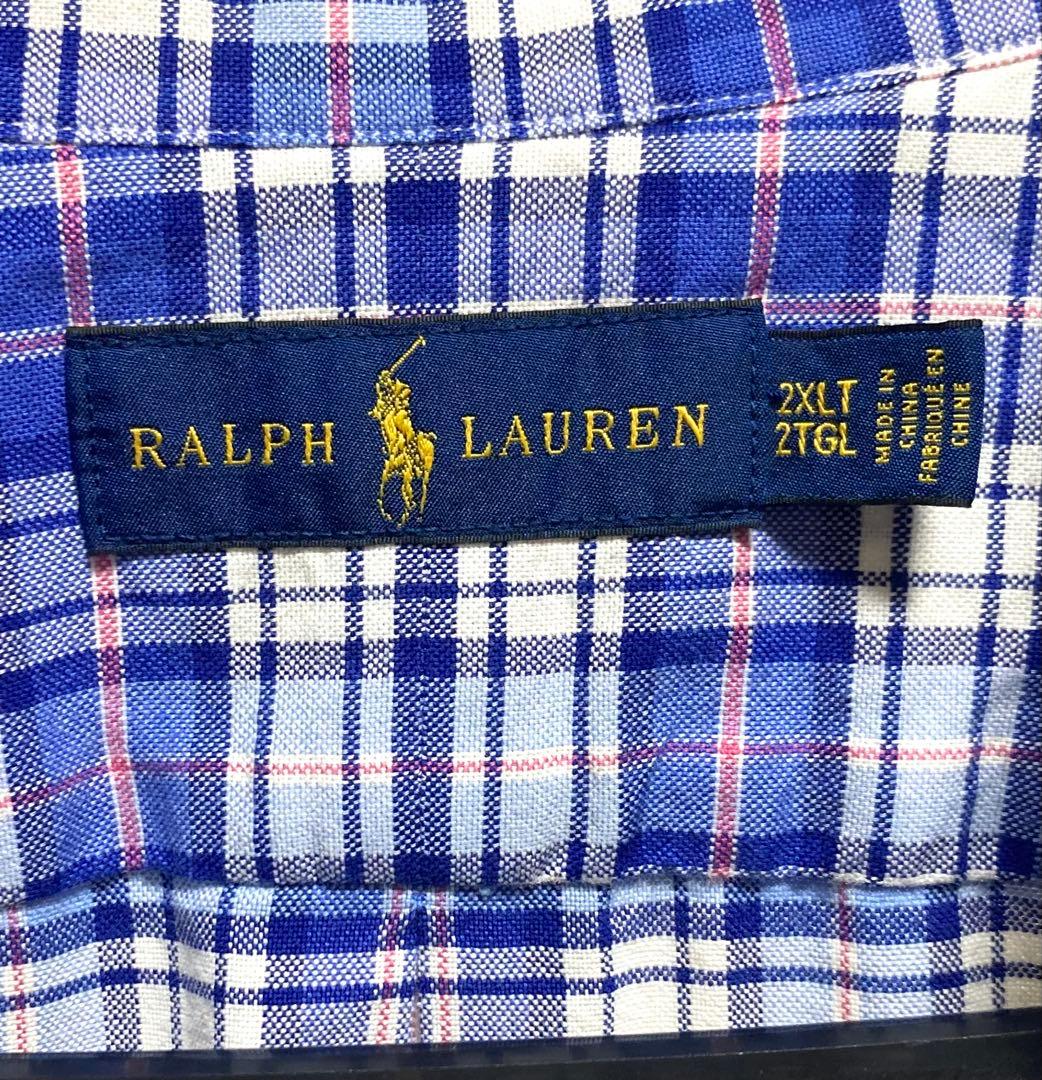 RALPH LAUREN
2XLT
2TGL
MADE IN
CHINA
FABRIQUÉ EN
CHINE